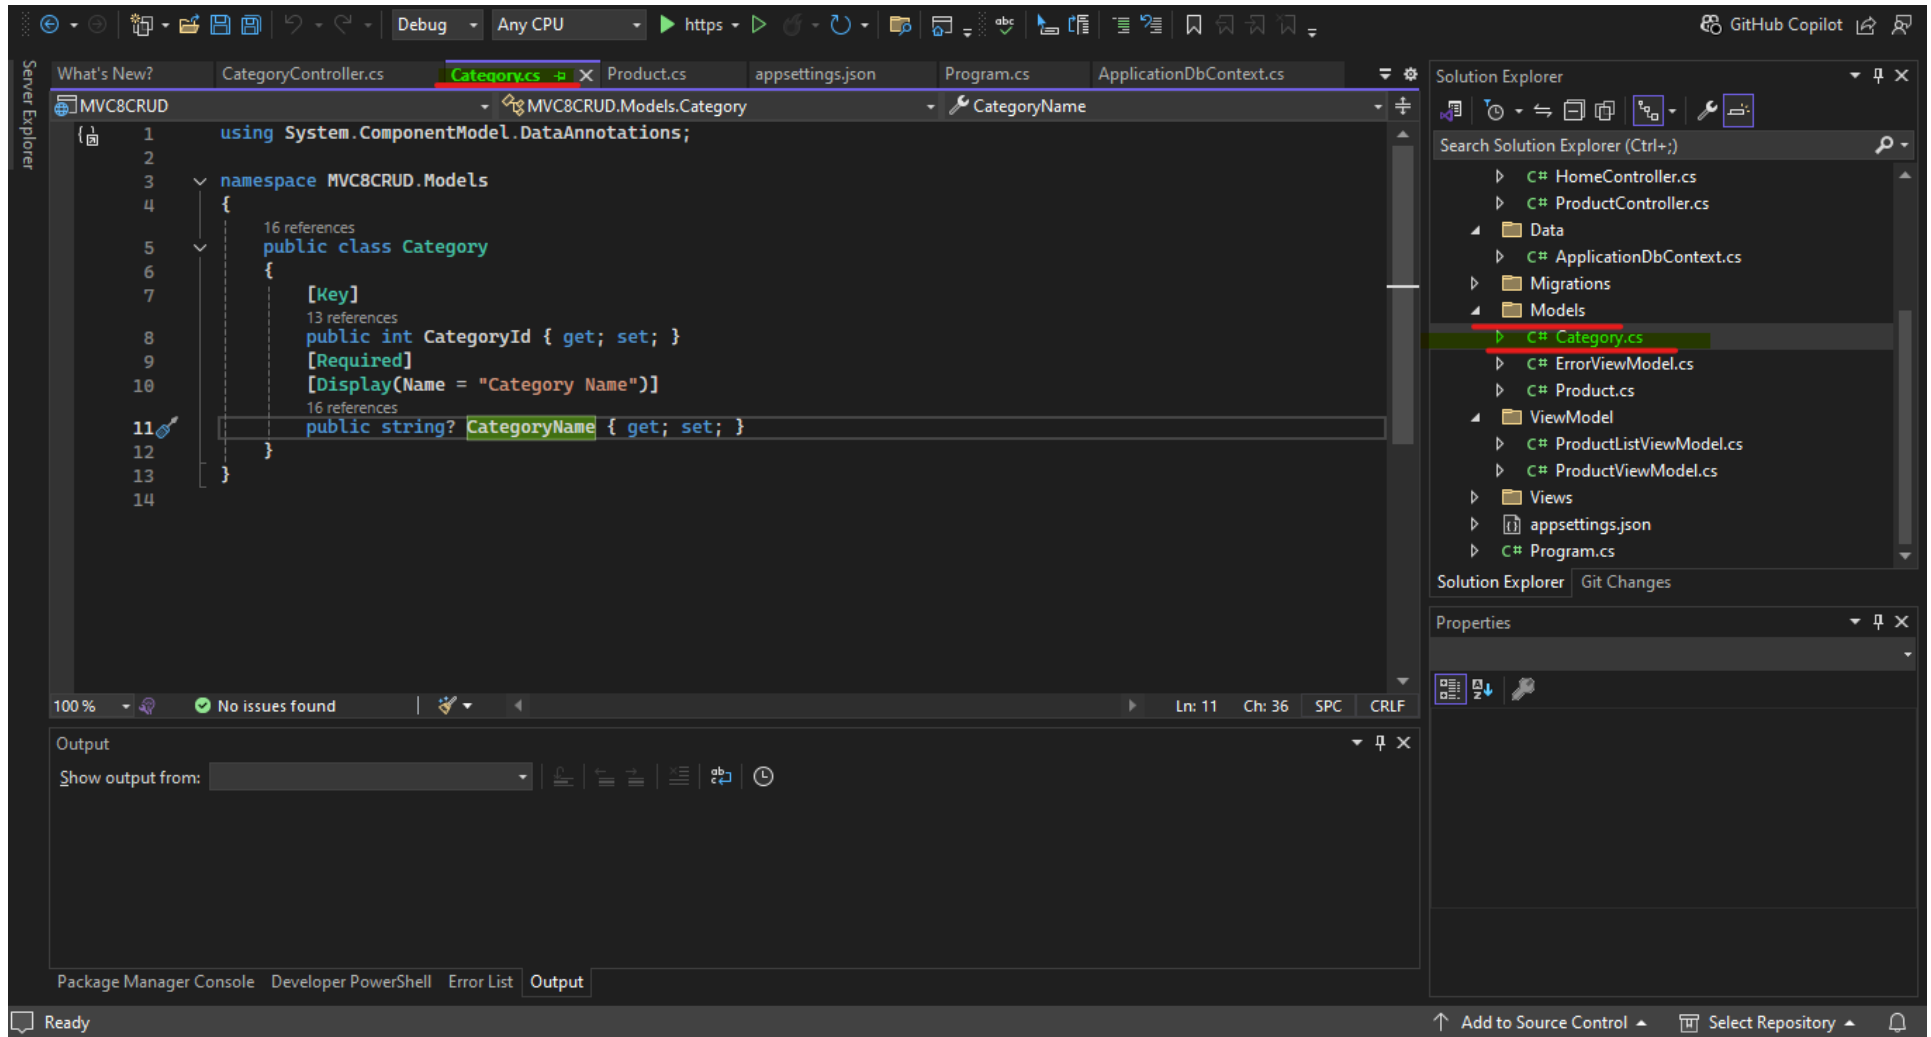 Debug
Any CPU
https
GitHub Copilot
Server Explorer
What's New?
CategoryController.cs
Category.cs
Product.cs
appsettings.json
Program.cs
ApplicationDbContext.cs
MVC8CRUD
MVC8CRUD.Models.Category
CategoryName
1 using System.ComponentModel.DataAnnotations;
2
3 namespace MVC8CRUD.Models
4 {
16 references
5 public class Category
6 {
7 [Key]
13 references
8 public int CategoryId { get; set; }
9 [Required]
10 [Display(Name = "Category Name")]
16 references
11 public string? CategoryName { get; set; }
12 }
13 }
14
100 %
No issues found
Ln: 11
Ch: 36
SPC
CRLF
Output
Show output from:
Package Manager Console
Developer PowerShell
Error List
Output
Solution Explorer
Search Solution Explorer (Ctrl+;)
C# HomeController.cs
C# ProductController.cs
Data
C# ApplicationDbContext.cs
Migrations
Models
C# Category.cs
C# ErrorViewModel.cs
C# Product.cs
ViewModel
C# ProductListViewModel.cs
C# ProductViewModel.cs
Views
appsettings.json
C# Program.cs
Solution Explorer
Git Changes
Properties
Ready
Add to Source Control
Select Repository